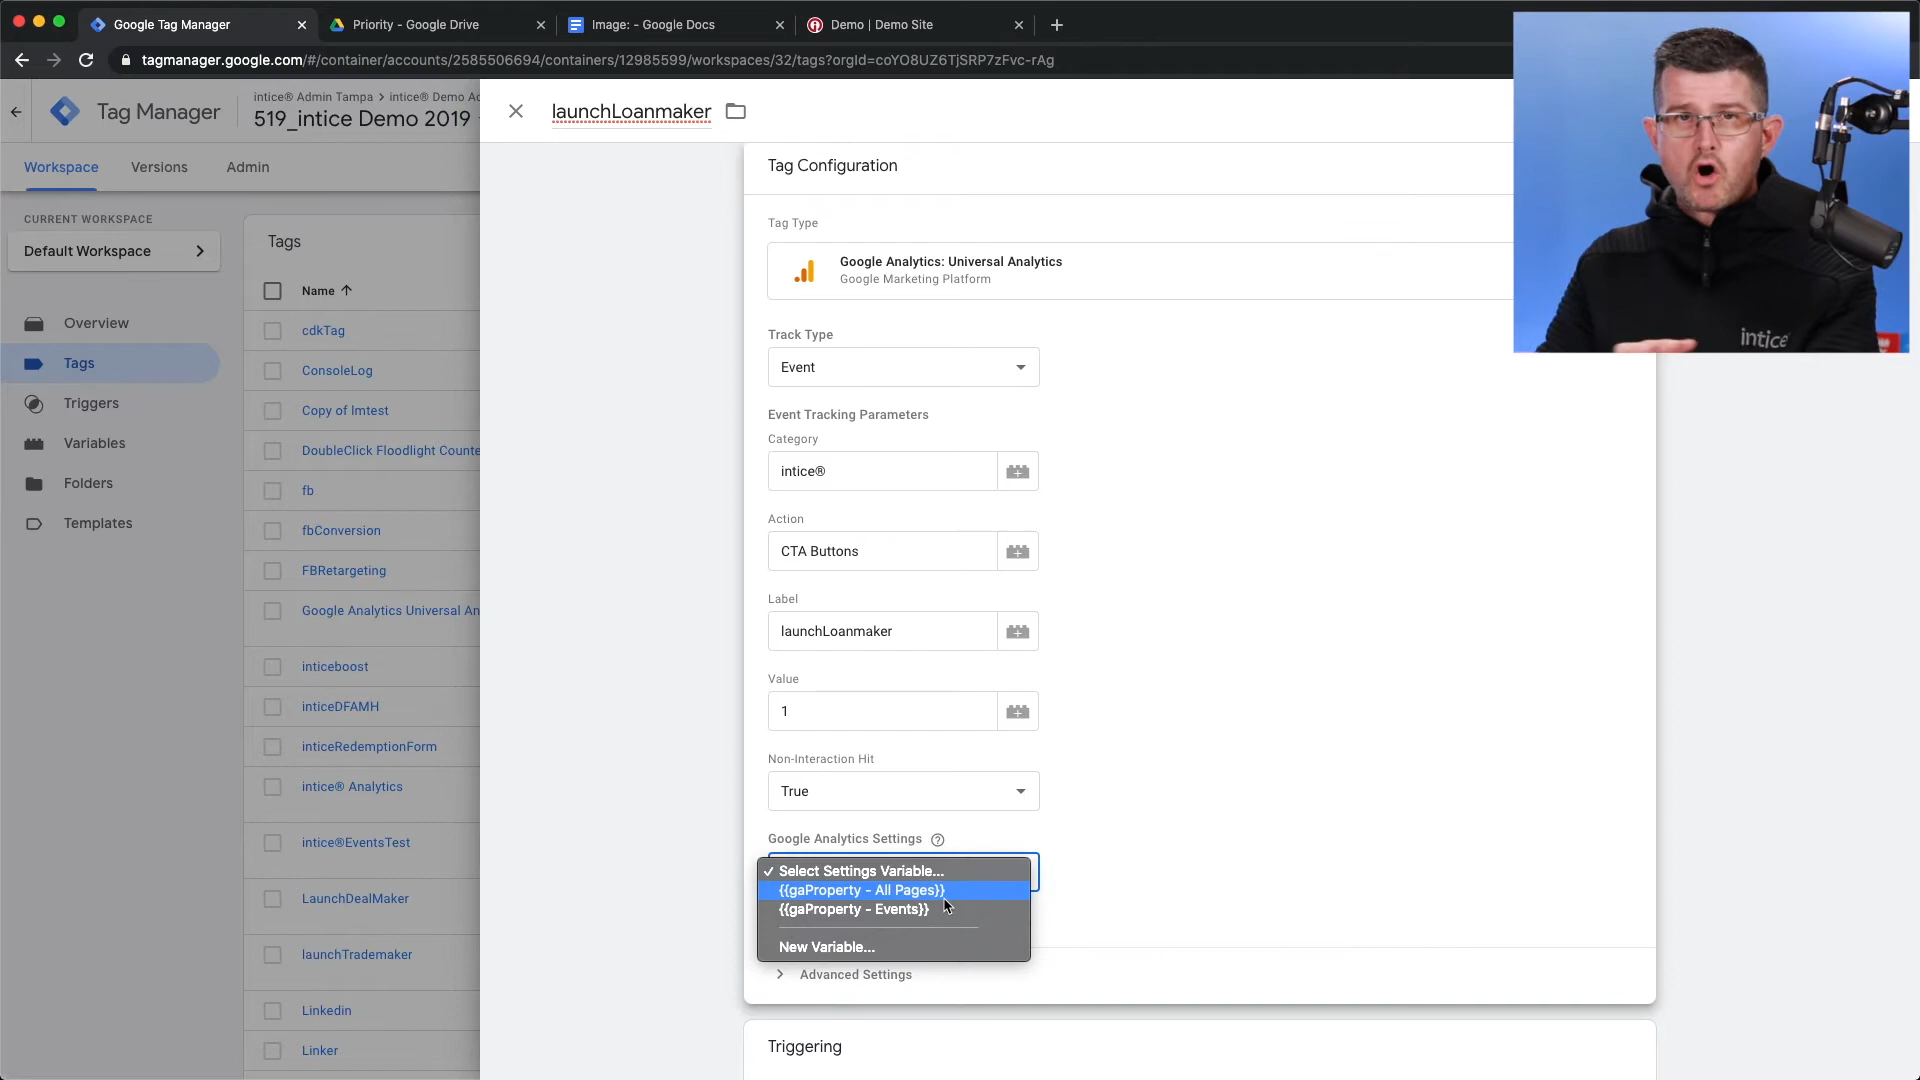 Google Tag Manager
Priority - Google Drive
Image: - Google Docs
Demo | Demo Site
tagmanager.google.com/#/container/accounts/2585506694/containers/12985599/workspaces/32/tags?orgId=coYO8UZ6TjSRP7zFvc-rAg
Tag Manager
intice® Admin Tampa > intice® Demo Ac
519_intice Demo 2019
launchLoanmaker
Workspace
Versions
Admin
CURRENT WORKSPACE
Default Workspace
Overview
Tags
Triggers
Variables
Folders
Templates
Tags
Name
cdkTag
ConsoleLog
Copy of Imtest
DoubleClick Floodlight Counte
fb
fbConversion
FBRetargeting
Google Analytics Universal An
inticeboost
inticeDFAMH
inticeRedemptionForm
intice® Analytics
intice®EventsTest
LaunchDealMaker
launchTrademaker
Linkedin
Linker
Tag Configuration
Tag Type
Google Analytics: Universal Analytics
Google Marketing Platform
Track Type
Event
Event Tracking Parameters
Category
intice®
Action
CTA Buttons
Label
launchLoanmaker
Value
1
Non-Interaction Hit
True
Google Analytics Settings
Select Settings Variable...
{{gaProperty - All Pages}}
{{gaProperty - Events}}
New Variable...
Advanced Settings
Triggering
intice